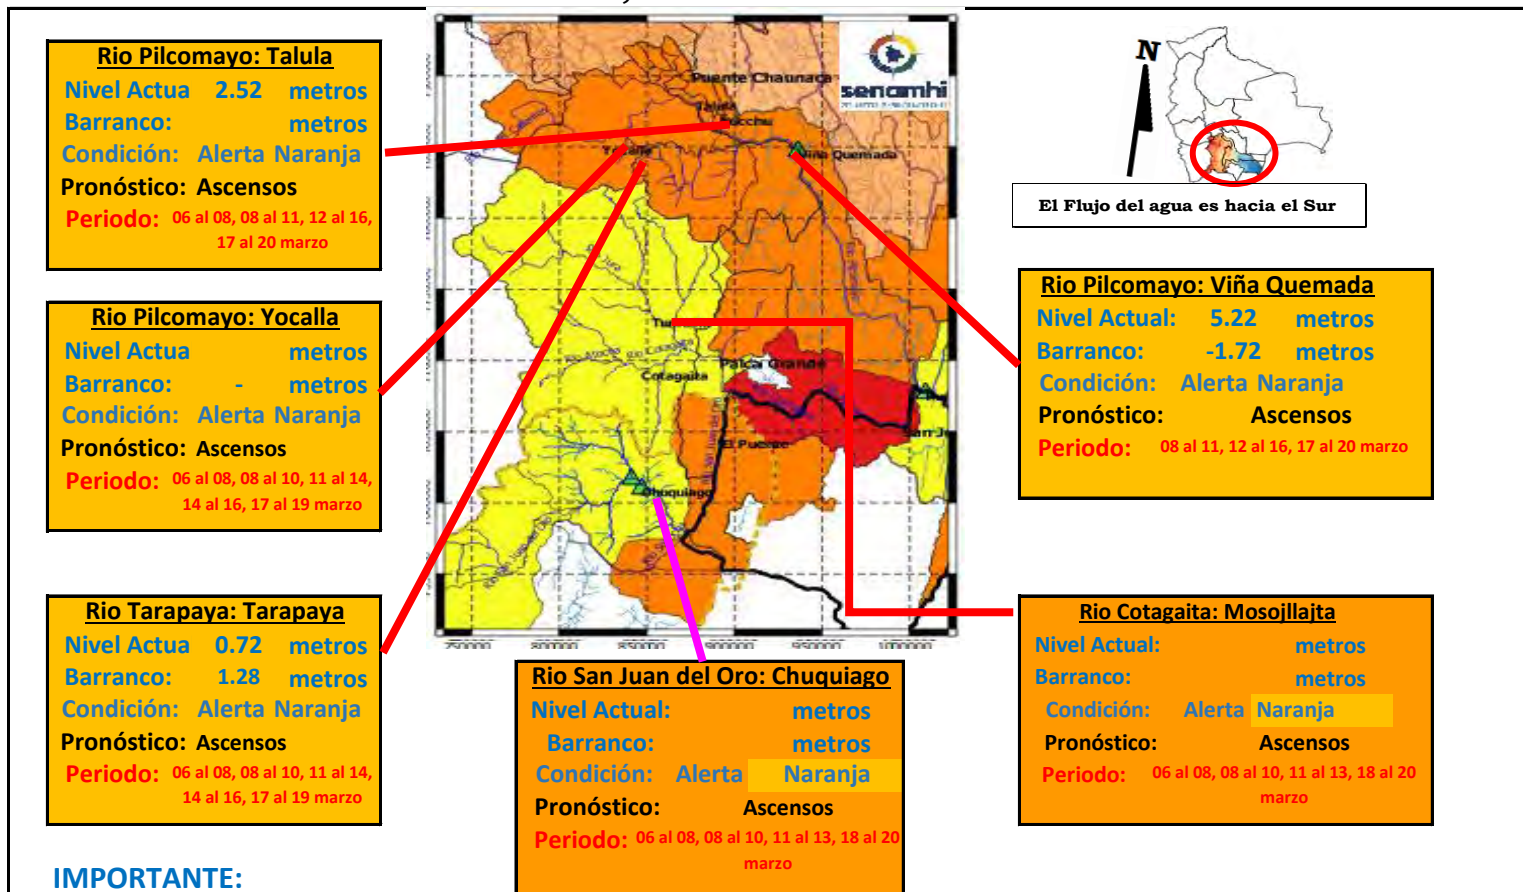 Rio Pilcomayo: Talula
Nivel Actua 2.52 metros
Barranco: metros
Condición: Alerta Naranja
Pronóstico: Ascensos
Periodo: 06 al 08, 08 al 11, 12 al 16,
17 al 20 marzo
Rio Pilcomayo: Yocalla
Nivel Actua metros
Barranco: - metros
Condición: Alerta Naranja
Pronóstico: Ascensos
Periodo: 06 al 08, 08 al 10, 11 al 14,
14 al 16, 17 al 19 marzo
Rio Tarapaya: Tarapaya
Nivel Actua 0.72 metros
Barranco: 1.28 metros
Condición: Alerta Naranja
Pronóstico: Ascensos
Periodo: 06 al 08, 08 al 10, 11 al 14,
14 al 16, 17 al 19 marzo
IMPORTANTE:
senamhi
Puente Chaunaca
Talula
Viña Quemada
Cotagaita
Palca Grande
El Puente
Chuquiago
750000 800000 850000 900000 950000 1000000
Rio San Juan del Oro: Chuquiago
Nivel Actual: metros
Barranco: metros
Condición: Alerta Naranja
Pronóstico: Ascensos
Periodo: 06 al 08, 08 al 10, 11 al 13, 18 al 20
marzo
N
El Flujo del agua es hacia el Sur
Rio Pilcomayo: Viña Quemada
Nivel Actual: 5.22 metros
Barranco: -1.72 metros
Condición: Alerta Naranja
Pronóstico: Ascensos
Periodo: 08 al 11, 12 al 16, 17 al 20 marzo
Rio Cotagaita: Mosojllajta
Nivel Actual: metros
Barranco: metros
Condición: Alerta Naranja
Pronóstico: Ascensos
Periodo: 06 al 08, 08 al 10, 11 al 13, 18 al 20
marzo